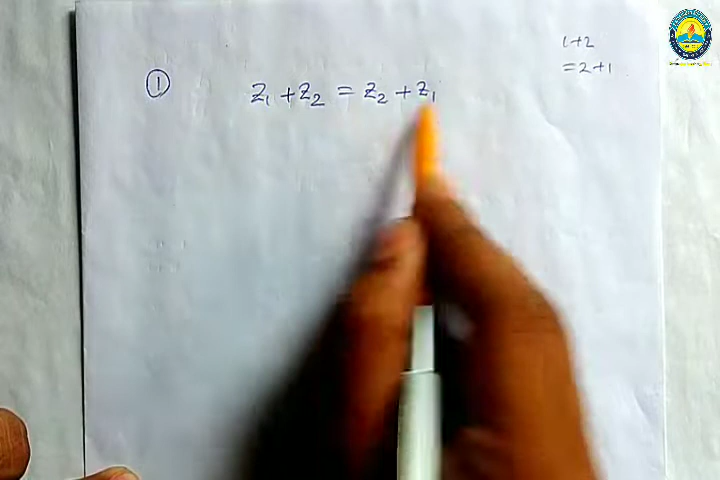 1+2
= 2+1
① Z₁ + Z₂ = Z₂ + Z₁